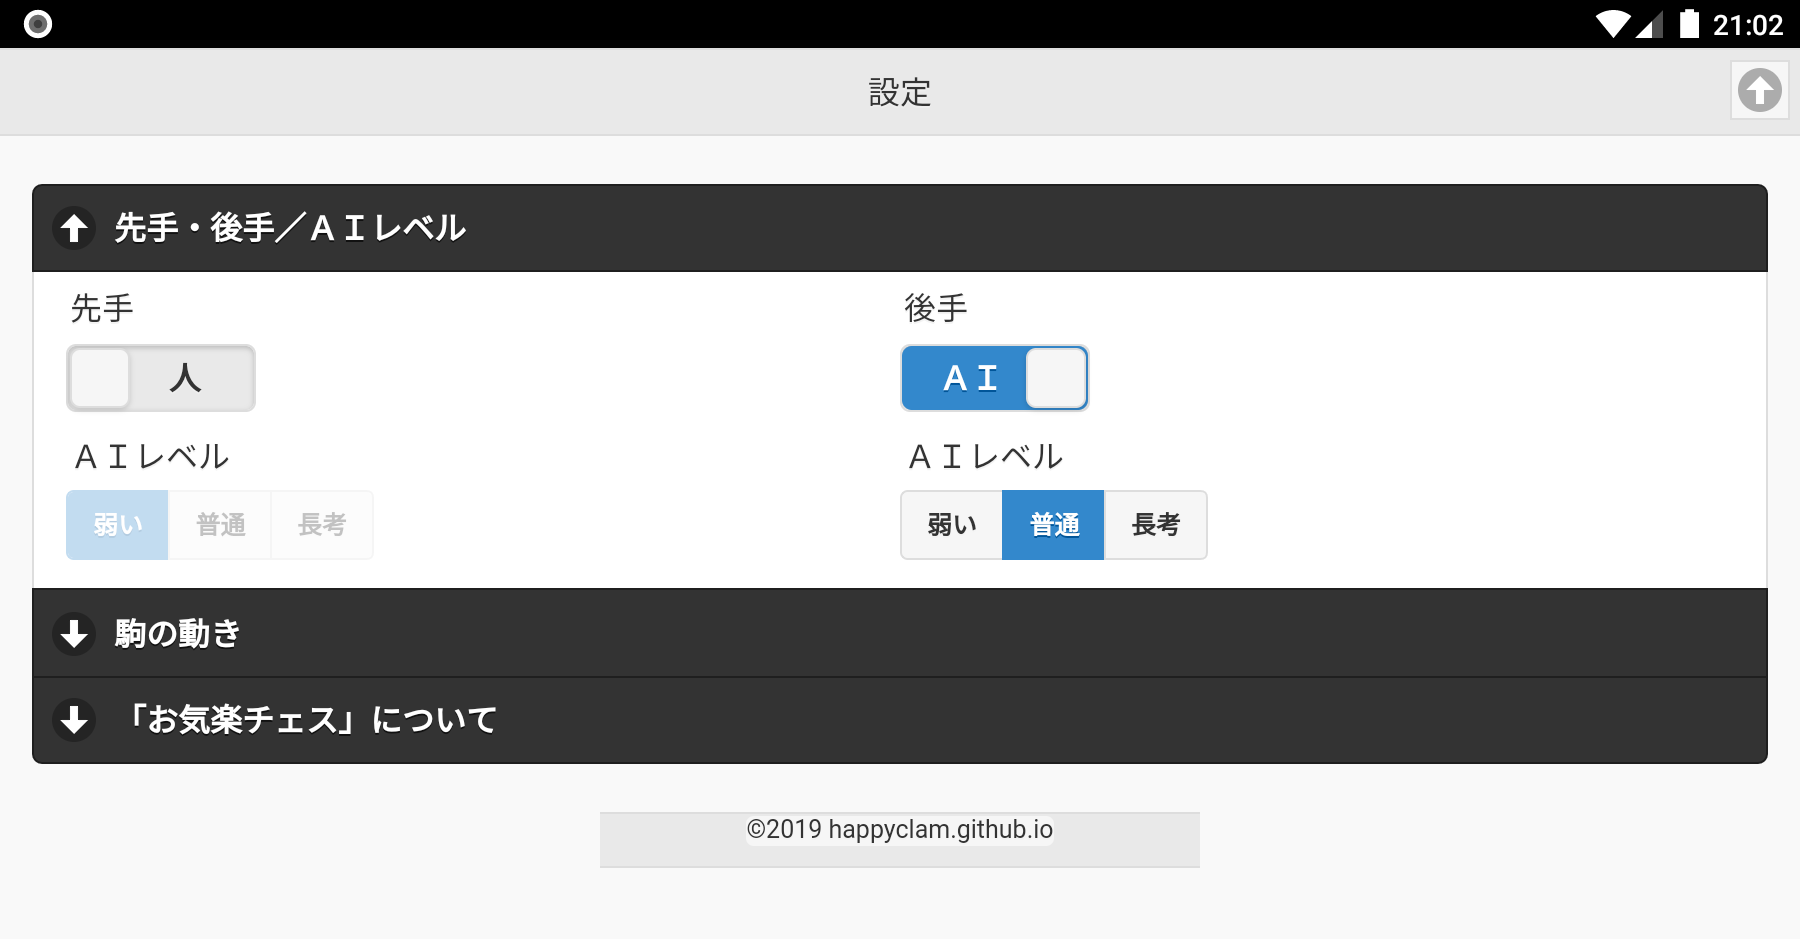 21:02
設定
先手・後手／ＡＩレベル
先手
後手
人
ＡＩ
ＡＩレベル
ＡＩレベル
弱い 普通 長考
弱い 普通 長考
駒の動き
「お気楽チェス」について
©2019 happyclam.github.io